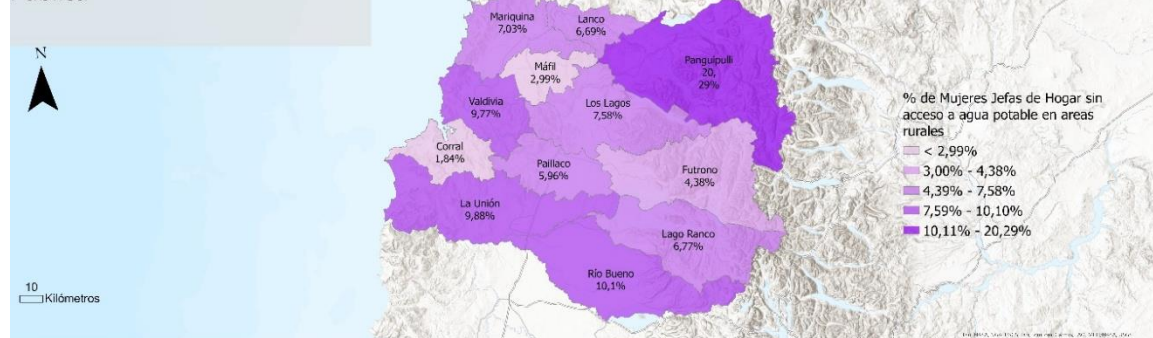 N
Mariquina
7,03%
Lanco
6,69%
Panguipulli
20,
29%
Máfil
2,99%
Valdivia
9,77%
Los Lagos
7,58%
Corral
1,84%
Paillaco
5,96%
Futrono
4,38%
La Unión
9,88%
Lago Ranco
6,77%
Río Bueno
10,1%
% de Mujeres Jefas de Hogar sin
acceso a agua potable en areas
rurales
< 2,99%
3,00% - 4,38%
4,39% - 7,58%
7,59% - 10,10%
10,11% - 20,29%
10
Kilómetros